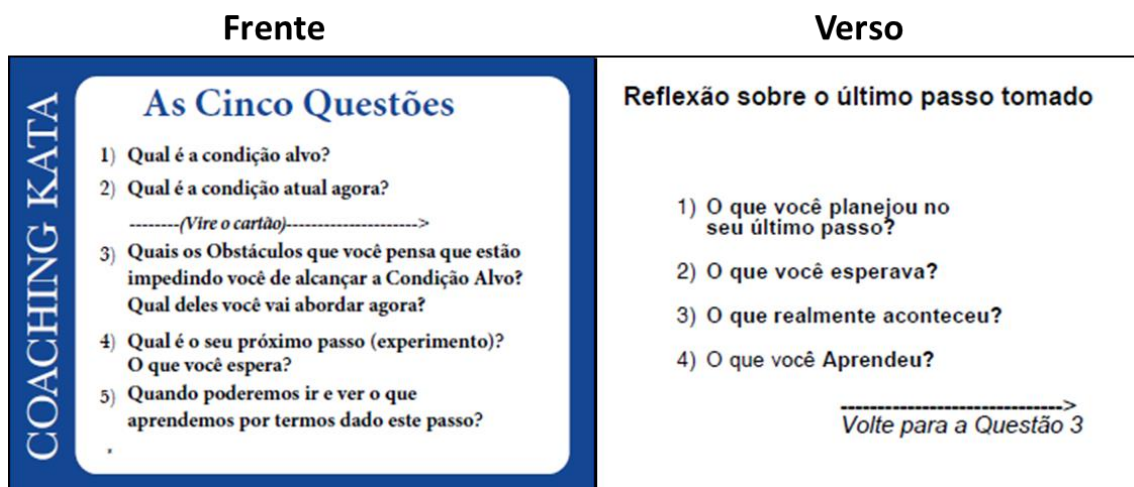 Frente
Verso
COACHING KATA
As Cinco Questões
1) Qual é a condição alvo?
2) Qual é a condição atual agora?
--------(Vire o cartão)--------------------->
3) Quais os Obstáculos que você pensa que estão
impedindo você de alcançar a Condição Alvo?
Qual deles você vai abordar agora?
4) Qual é o seu próximo passo (experimento)?
O que você espera?
5) Quando poderemos ir e ver o que
aprendemos por termos dado este passo?
Reflexão sobre o último passo tomado
1) O que você planejou no
seu último passo?
2) O que você esperava?
3) O que realmente aconteceu?
4) O que você Aprendeu?
------------------------------>
Volte para a Questão 3